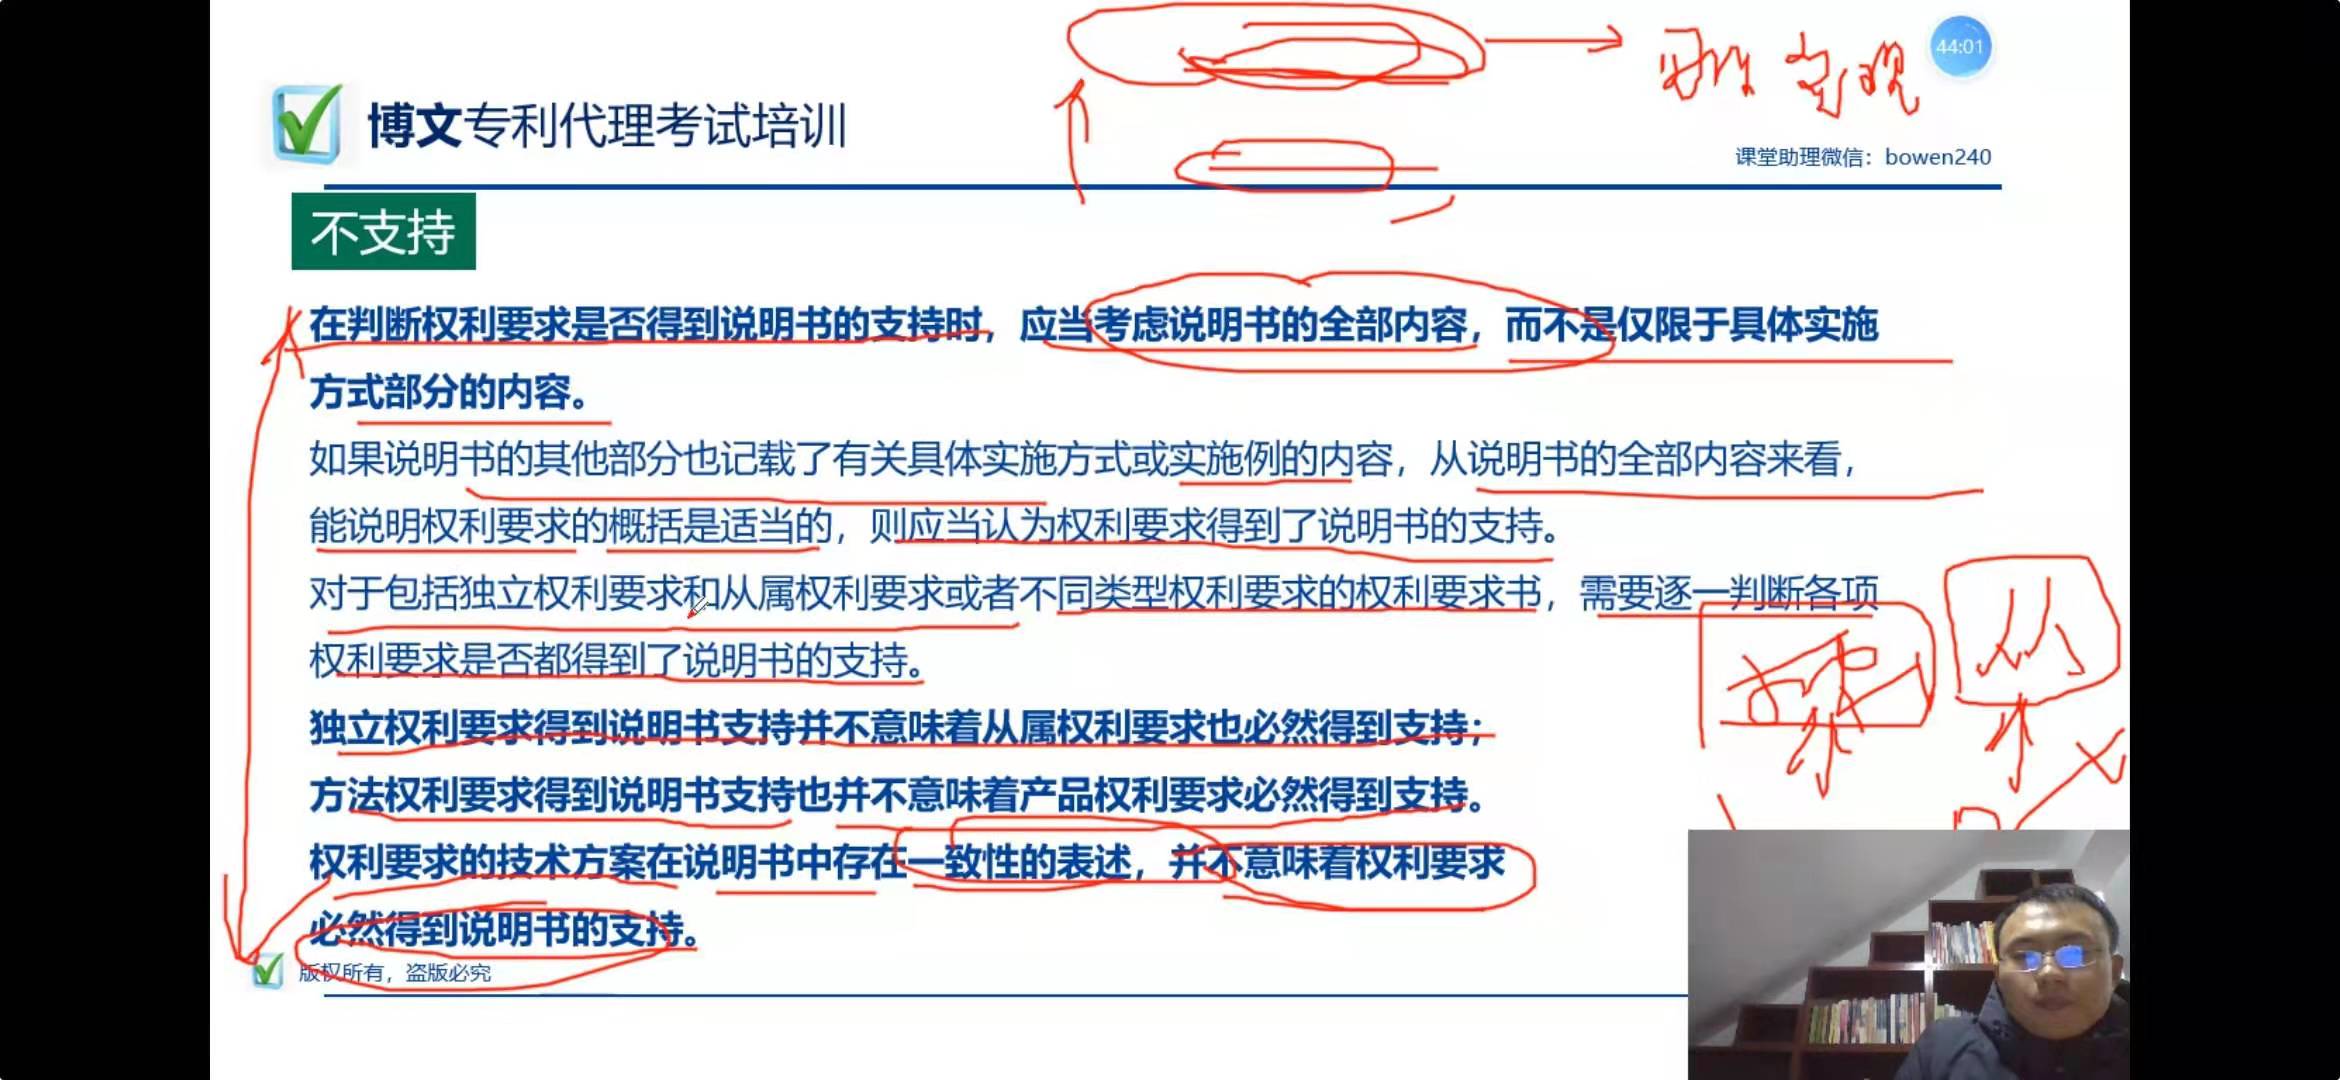 44:01
博文专利代理考试培训
课堂助理微信：bowen240
不支持
在判断权利要求是否得到说明书的支持时，应当考虑说明书的全部内容，而不是仅限于具体实施
方式部分的内容。
如果说明书的其他部分也记载了有关具体实施方式或实施例的内容，从说明书的全部内容来看，
能说明权利要求的概括是适当的，则应当认为权利要求得到了说明书的支持。
对于包括独立权利要求和从属权利要求或者不同类型权利要求的权利要求书，需要逐一判断各项
权利要求是否都得到了说明书的支持。
从
独立权利要求得到说明书支持并不意味着从属权利要求也必然得到支持；
方法权利要求得到说明书支持也并不意味着产品权利要求必然得到支持。
权利要求的技术方案在说明书中存在一致性的表述，并不意味着权利要求
必然得到说明书的支持。
版权所有，盗版必究